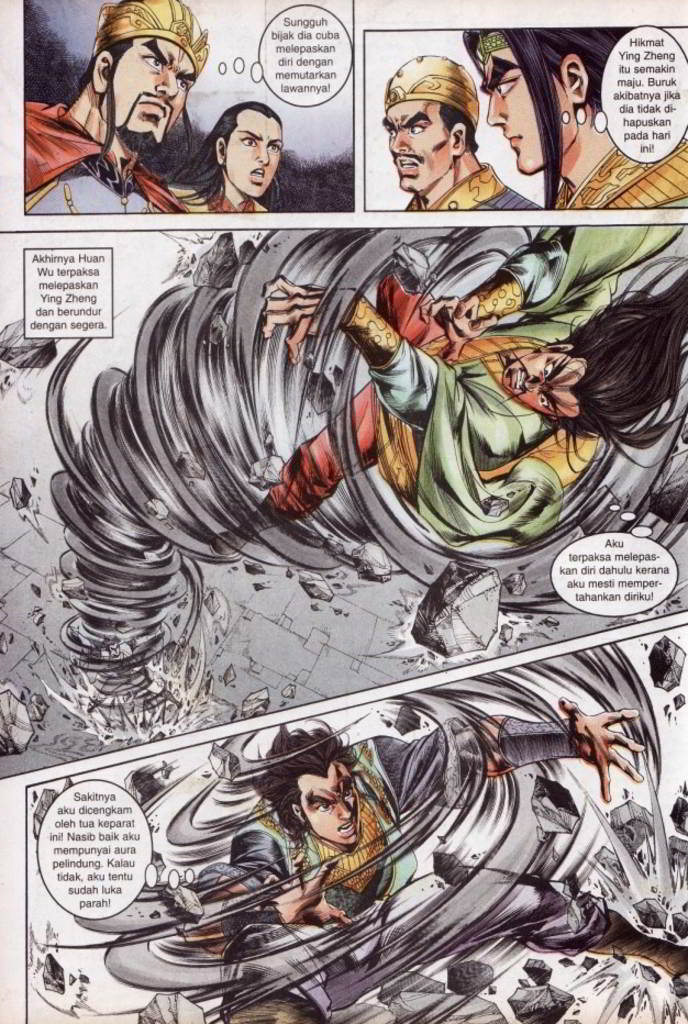 Sungguh
bijak dia cuba
melepaskan
diri dengan
memutarkan
lawannya!
Hikmat
Ying Zheng
itu semakin
maju. Buruk
akibatnya jika
dia tidak di-
hapuskan
pada hari
ini!
Akhirnya Huan
Wu terpaksa
melepaskan
Ying Zheng
dan berundur
dengan segera.
Aku
terpaksa melepas-
kan diri dahulu kerana
aku mesti memper-
tahankan diriku!
Sakitnya
aku dicengkam
oleh tua keparat
ini! Nasib baik aku
mempunyai aura
pelindung. Kalau
tidak, aku tentu
sudah luka
parah!